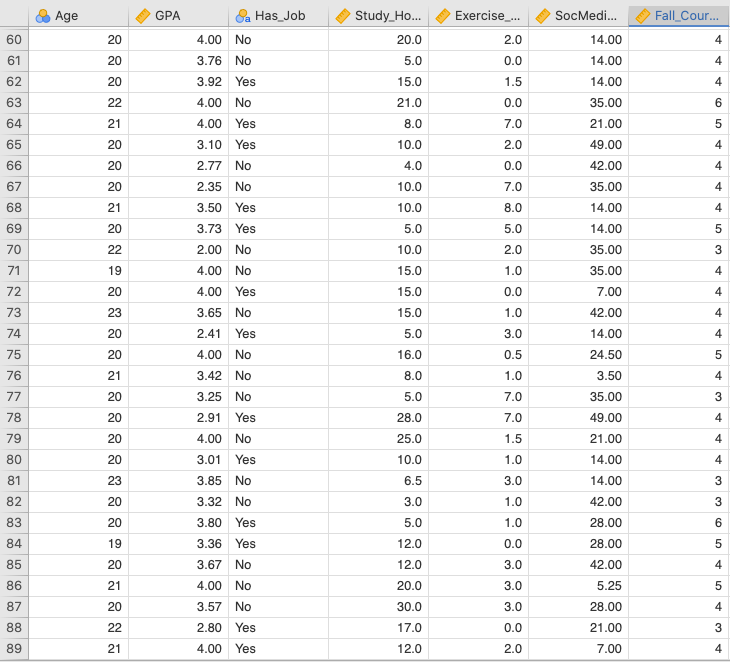 Age GPA Has_Job Study_Ho... Exercise_... SocMedi... Fall_Cour...
60 20 4.00 No 20.0 2.0 14.00 4
61 20 3.76 No 5.0 0.0 14.00 4
62 20 3.92 Yes 15.0 1.5 14.00 4
63 22 4.00 No 21.0 0.0 35.00 6
64 21 4.00 Yes 8.0 7.0 21.00 5
65 20 3.10 Yes 10.0 2.0 49.00 4
66 20 2.77 No 4.0 0.0 42.00 4
67 20 2.35 No 10.0 7.0 35.00 4
68 21 3.50 Yes 10.0 8.0 14.00 4
69 20 3.73 Yes 5.0 5.0 14.00 5
70 22 2.00 No 10.0 2.0 35.00 3
71 19 4.00 No 15.0 1.0 35.00 4
72 20 4.00 Yes 15.0 0.0 7.00 4
73 23 3.65 No 15.0 1.0 42.00 4
74 20 2.41 Yes 5.0 3.0 14.00 4
75 20 4.00 No 16.0 0.5 24.50 5
76 21 3.42 No 8.0 1.0 3.50 4
77 20 3.25 No 5.0 7.0 35.00 3
78 20 2.91 Yes 28.0 7.0 49.00 4
79 20 4.00 No 25.0 1.5 21.00 4
80 20 3.01 Yes 10.0 1.0 14.00 4
81 23 3.85 No 6.5 3.0 14.00 3
82 20 3.32 No 3.0 1.0 42.00 3
83 20 3.80 Yes 5.0 1.0 28.00 6
84 19 3.36 Yes 12.0 0.0 28.00 5
85 20 3.67 No 12.0 3.0 42.00 4
86 21 4.00 No 20.0 3.0 5.25 5
87 20 3.57 No 30.0 3.0 28.00 4
88 22 2.80 Yes 17.0 0.0 21.00 3
89 21 4.00 Yes 12.0 2.0 7.00 4